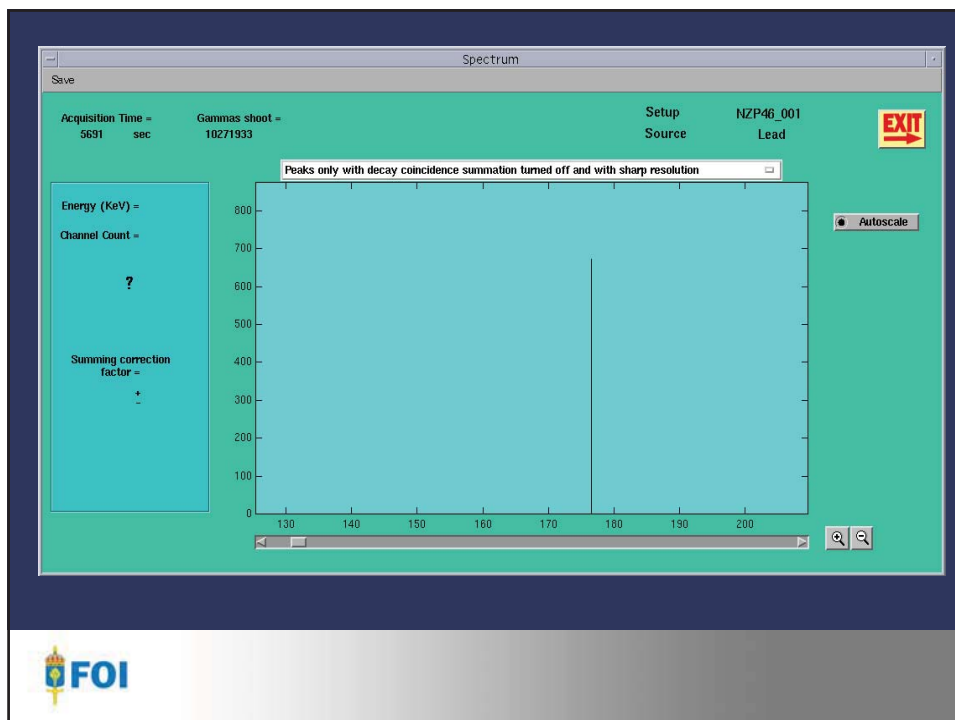 Spectrum
Save
Acquisition Time =
5691 sec
Gammas shoot =
10271933
Setup NZP46_001
Source Lead
EXIT
Peaks only with decay coincidence summation turned off and with sharp resolution
Energy (KeV) =
Channel Count =
?
Summing correction
factor =
+
-
Autoscale
800
700
600
500
400
300
200
100
0
130 140 150 160 170 180 190 200
FOI